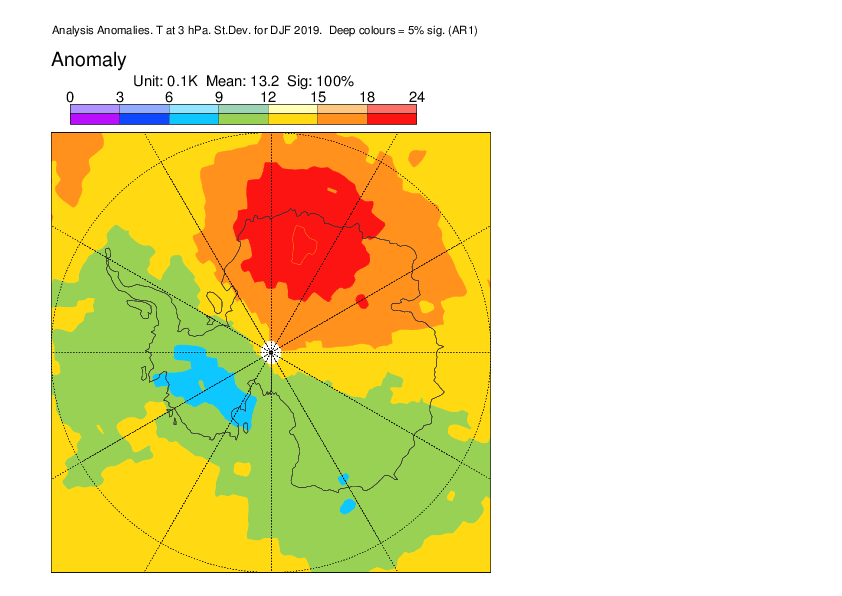 Analysis Anomalies. T at 3 hPa. St.Dev. for DJF 2019.  Deep colours = 5% sig. (AR1)
Anomaly
Unit: 0.1K  Mean: 13.2  Sig: 100%
0 3 6 9 12 15 18 24